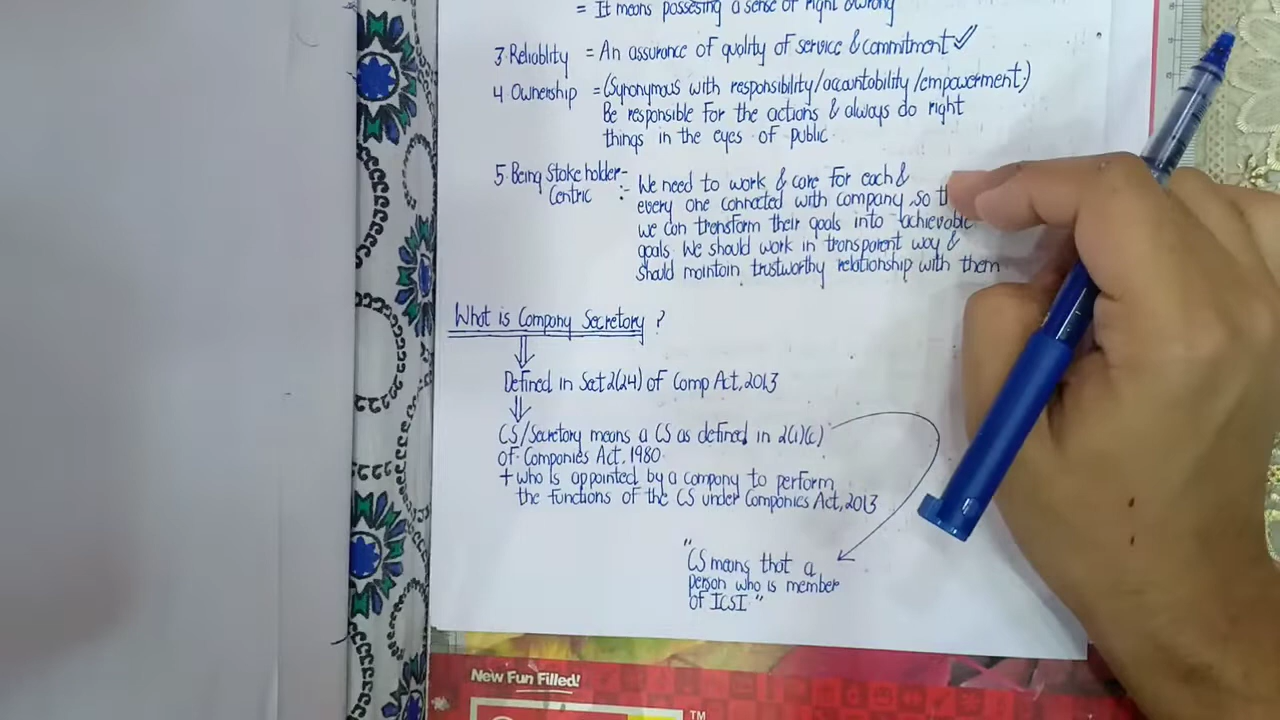 = It means possesing a sense of right & wrong
3. Relioblity = An assurance of quality of service & commitment ✓
4 Ownership = (Synonymous with responsibility/accountability/empowerment.)
Be responsible for the actions & always do right
things in the eyes of public.
5. Being Stakeholder-
Centric :- We need to work & care for each &
every one connected with company, so
we can transform their goals into achievable
goals. We should work in transparent way &
should maintain trustworthy relationship with them
What is Company Secretory ?
Defined in Sect 2(24) of Comp Act, 2013
CS/Secretory means a CS as defined in 2(1)(c)
of Companies Act. 1980.
+ who is appointed by a company to perform
the functions of the CS under Companies Act, 2013
"CS means that a
person who is member
of ICSI."
New Fun Filled!
TM